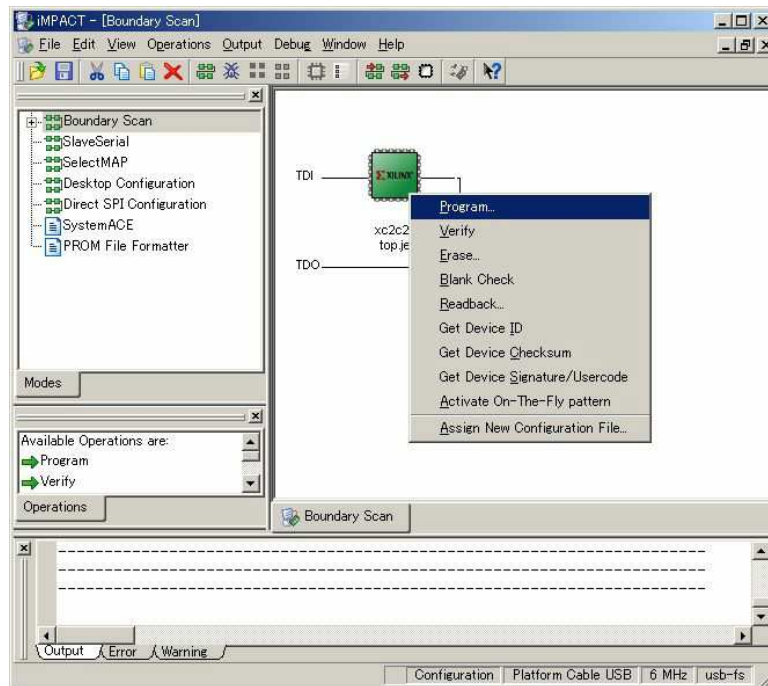 iMPACT - [Boundary Scan]
File Edit View Operations Output Debug Window Help
Boundary Scan
SlaveSerial
SelectMAP
Desktop Configuration
Direct SPI Configuration
SystemACE
PROM File Formatter
Modes
Available Operations are:
Program
Verify
Operations
TDI
XILINX
xc2c2
top.je
TDO
Program...
Verify
Erase...
Blank Check
Readback...
Get Device ID
Get Device Checksum
Get Device Signature/Usercode
Activate On-The-Fly pattern
Assign New Configuration File...
Boundary Scan
Output Error Warning
Configuration Platform Cable USB 6 MHz usb-fs